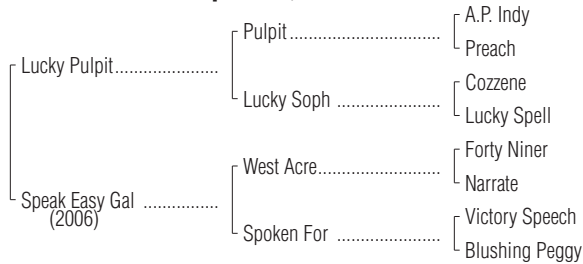 A.P. Indy
Pulpit
Preach
Lucky Pulpit
Cozzene
Lucky Soph
Lucky Spell
Forty Niner
West Acre
Narrate
Speak Easy Gal
(2006)
Victory Speech
Spoken For
Blushing Peggy